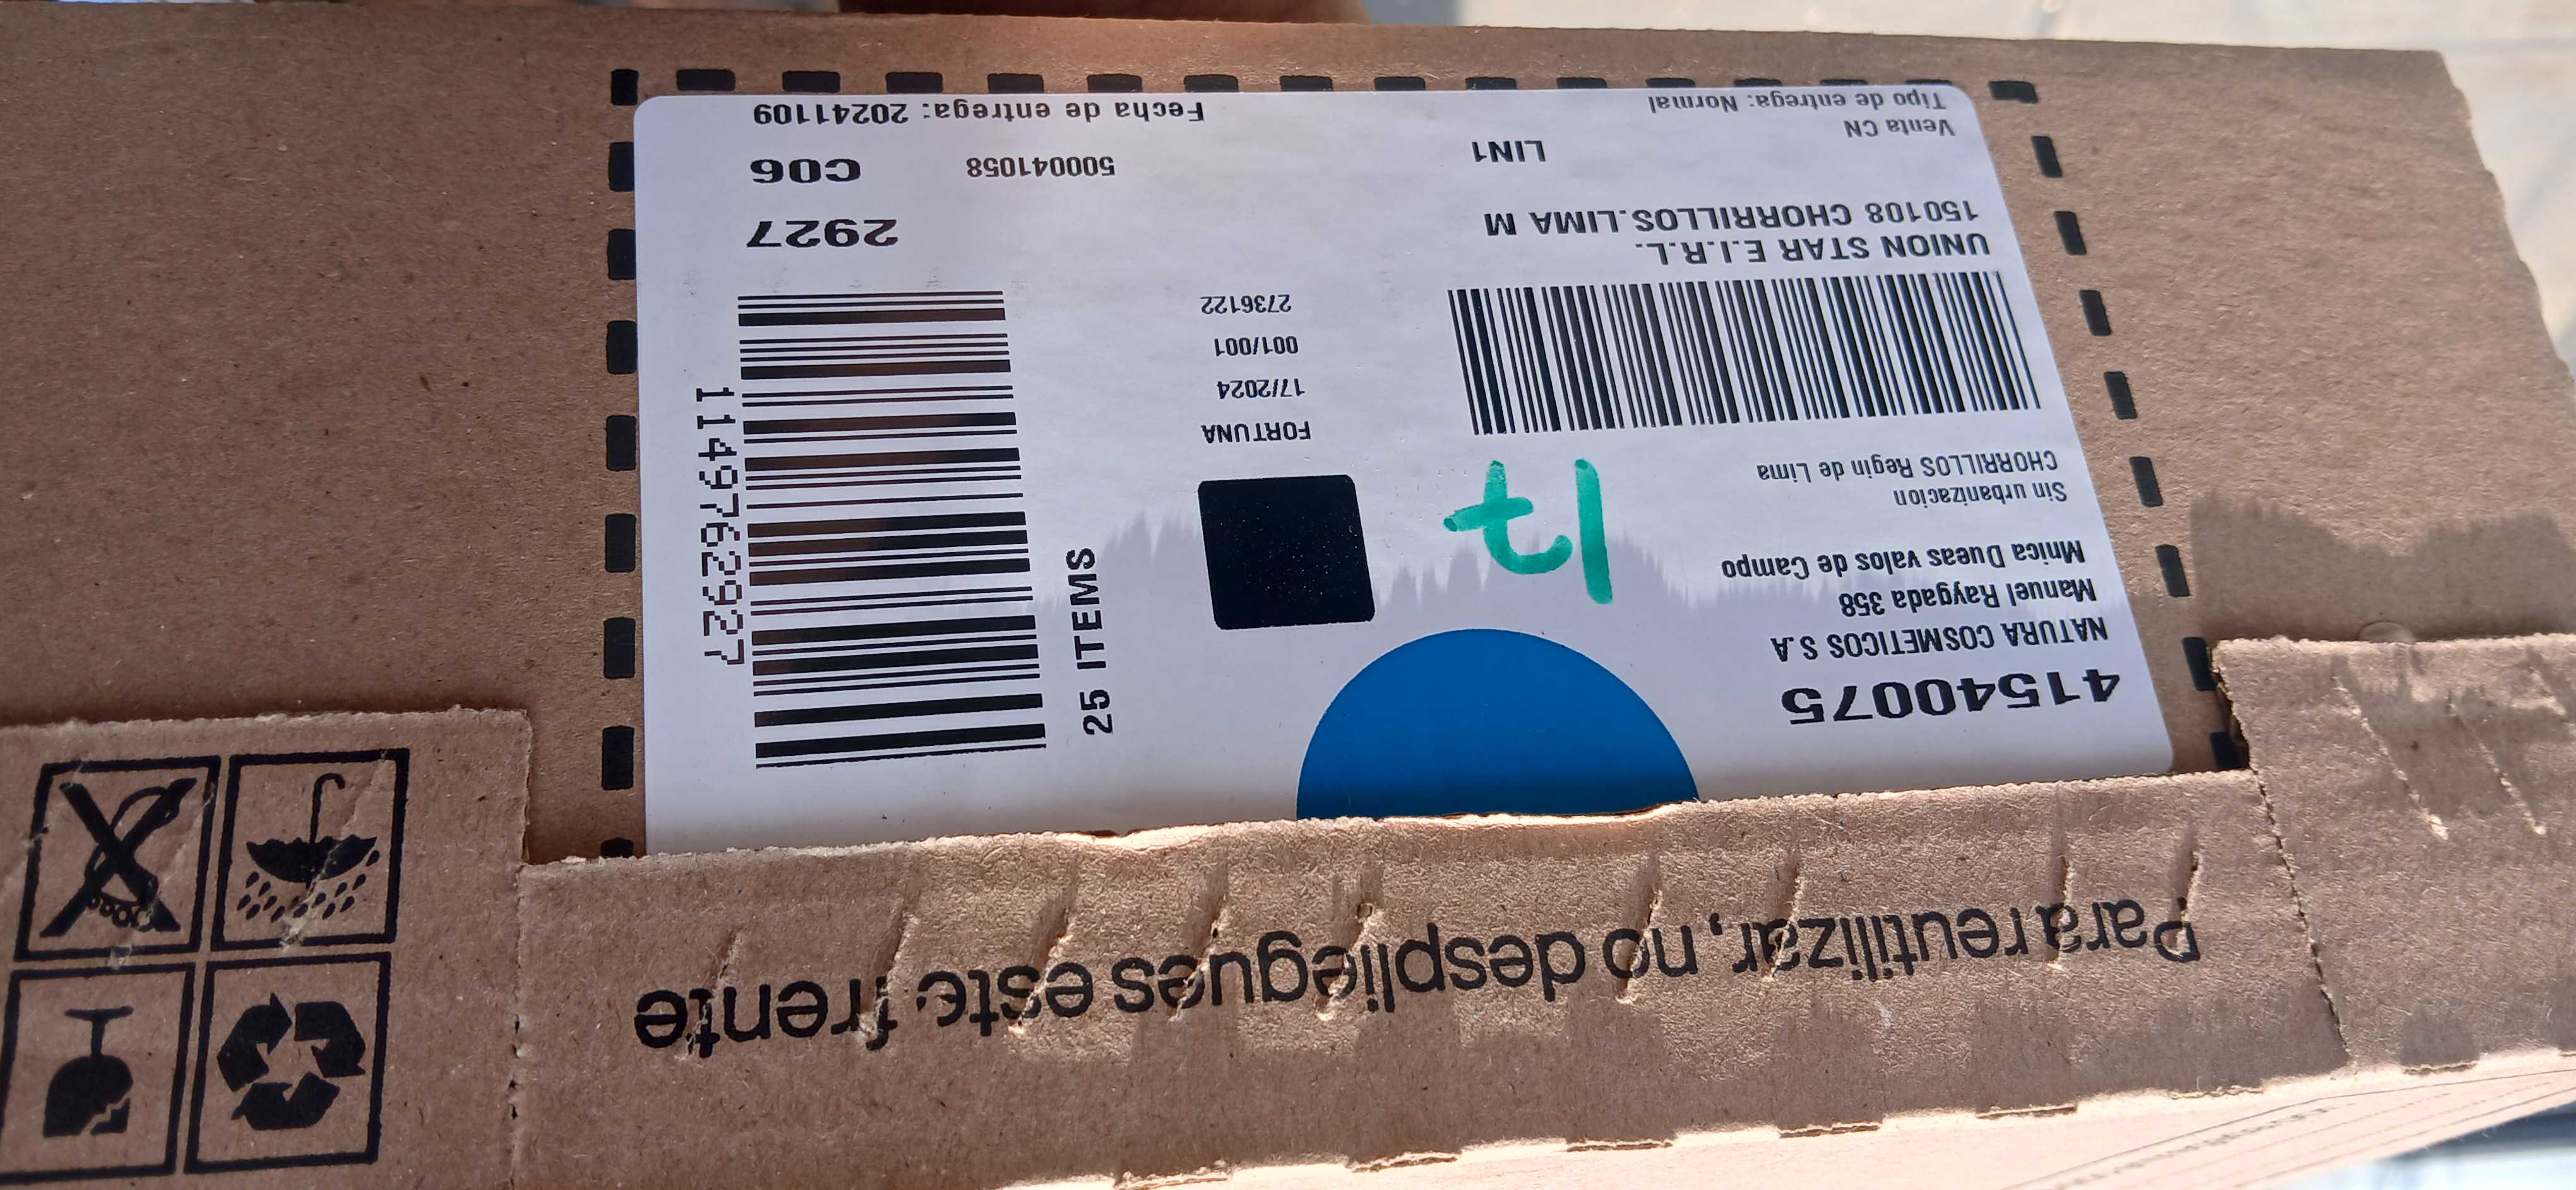 Para reutilizar, no despliegues este frente
41540075
NATURA COSMETICOS S.A
Manuel Raygada 358
Mnica Dueas valos de Campo
Sin urbanizacion
CHORRILLOS Regin de Lima
17
FORTUNA
17/2024
001/001
2736122
25 ITEMS
1149762927
UNION STAR E.I.R.L.
150108 CHORRILLOS.LIMA M
2927
LIN1
500041058
C06
Venta CN
Tipo de entrega: Normal
Fecha de entrega: 20241109